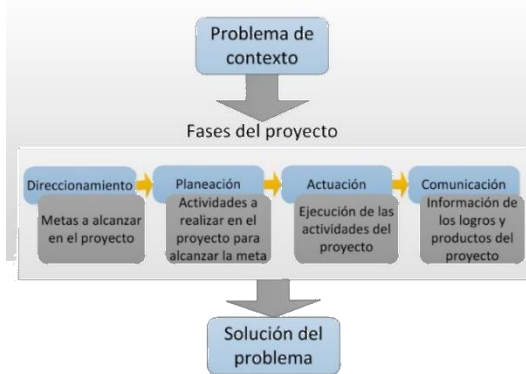 Problema de
contexto
Fases del proyecto
Direccionamiento
Metas a alcanzar
en el proyecto
Planeación
Actividades a
realizar en el
proyecto para
alcanzar la meta
Actuación
Ejecución de las
actividades del
proyecto
Comunicación
Información de
los logros y
productos del
proyecto
Solución del
problema